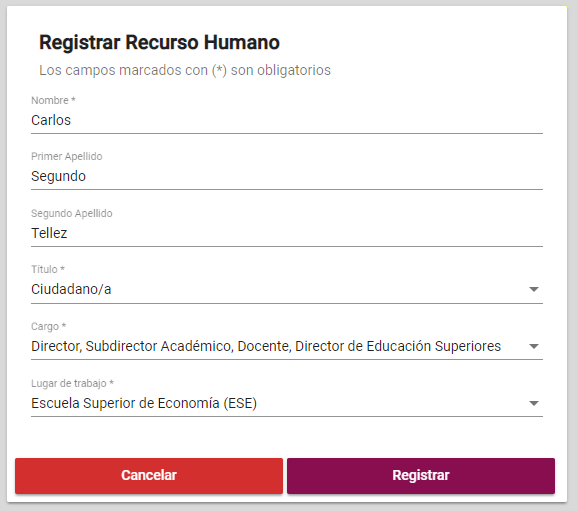 Registrar Recurso Humano
Los campos marcados con (*) son obligatorios
Nombre *
Carlos
Primer Apellido
Segundo
Segundo Apellido
Tellez
Título *
Ciudadano/a
Cargo *
Director, Subdirector Académico, Docente, Director de Educación Superiores
Lugar de trabajo *
Escuela Superior de Economía (ESE)
Cancelar
Registrar